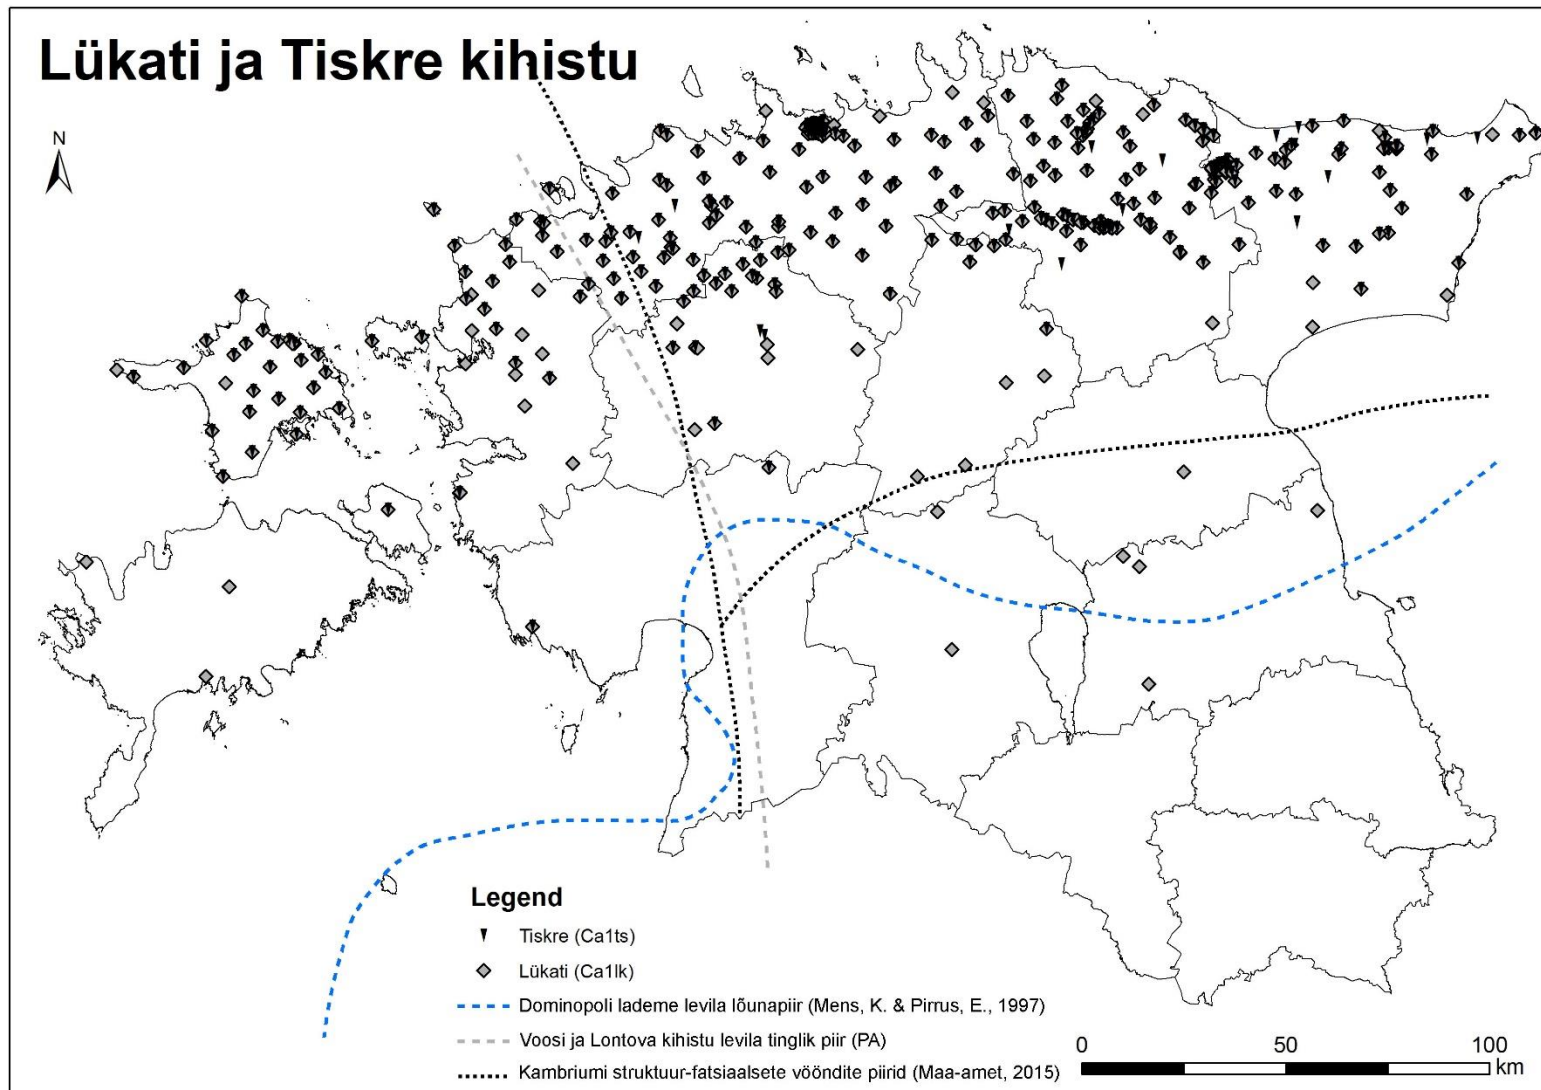 Lükati ja Tiskre kihistu
N
Legend
Tiskre (Ca1ts)
Lükati (Ca1lk)
Dominopoli lademe levila lõunapiir (Mens, K. & Pirrus, E., 1997)
Voosi ja Lontova kihistu levila tinglik piir (PA)
Kambriumi struktuur-fatsiaalsete vööndite piirid (Maa-amet, 2015)
0 50 100
km